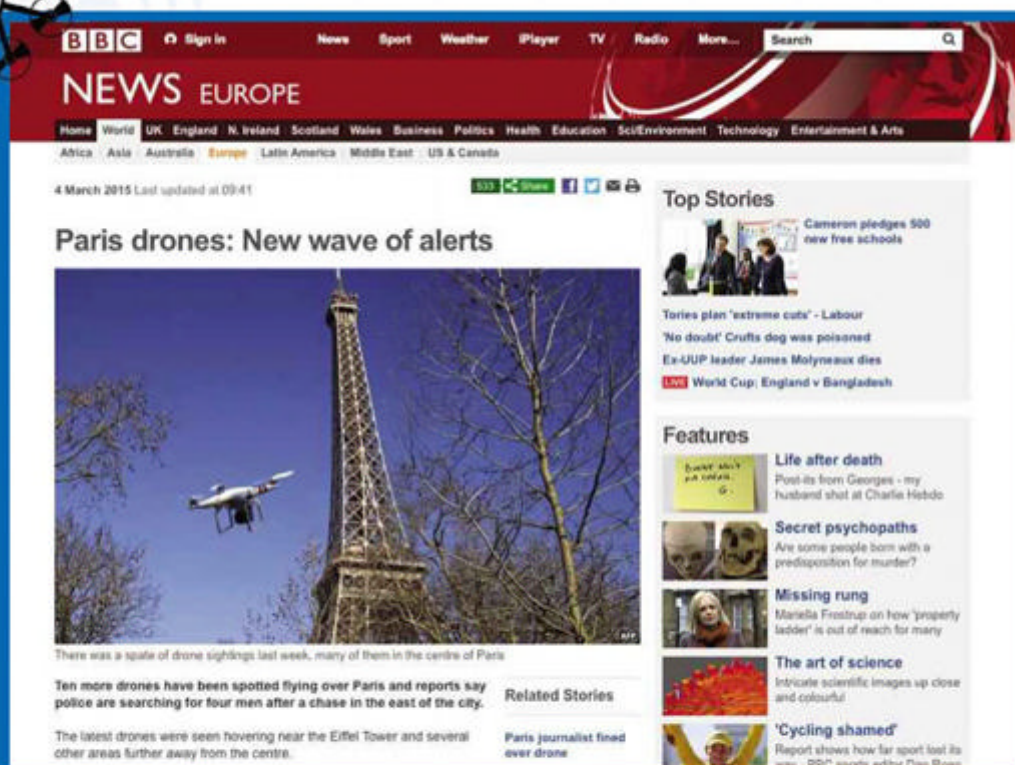 BBC Sign in News Sport Weather iPlayer TV Radio More... Search
NEWS EUROPE
Home World UK England N. Ireland Scotland Wales Business Politics Health Education Sci/Environment Technology Entertainment & Arts
Africa Asia Australia Europe Latin America Middle East US & Canada
4 March 2015 Last updated at 09:41
533 Share
Paris drones: New wave of alerts
AFP
There was a spate of drone sightings last week, many of them in the centre of Paris
Ten more drones have been spotted flying over Paris and reports say
police are searching for four men after a chase in the east of the city.
The latest drones were seen hovering near the Eiffel Tower and several
other areas further away from the centre.
Related Stories
Paris journalist fined
over drone
Top Stories
Cameron pledges 500
new free schools
Tories plan 'extreme cuts' - Labour
'No doubt' Crufts dog was poisoned
Ex-UUP leader James Molyneaux dies
LIVE World Cup: England v Bangladesh
Features
Life after death
Post-its from Georges - my
husband shot at Charlie Hebdo
Secret psychopaths
Are some people born with a
predisposition for murder?
Missing rung
Mariella Frostrup on how 'property
ladder' is out of reach for many
The art of science
Intricate scientific images up close
and colourful
'Cycling shamed'
Report shows how far sport lost its